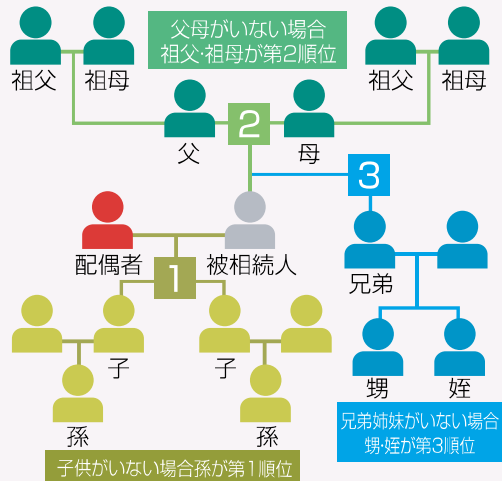 父母がいない場合
祖父･祖母が第2順位
祖父 祖母 祖父 祖母
2
父 母
3
配偶者 被相続人
兄弟
1
子 子
甥 姪
孫 孫
兄弟姉妹がいない場合
甥･姪が第3順位
子供がいない場合孫が第1順位